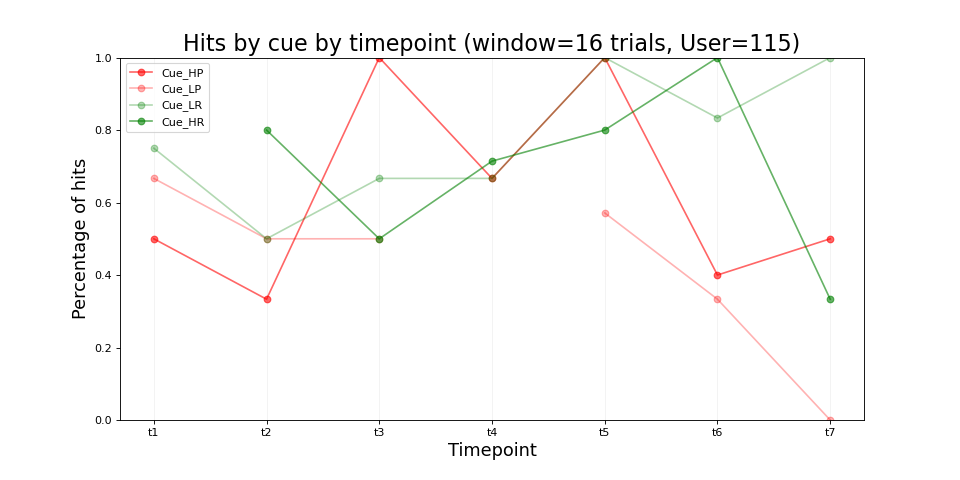 Hits by cue by timepoint (window=16 trials, User=115)
Cue_HP
Cue_LP
Cue_LR
Cue_HR
Percentage of hits
1.0
0.8
0.6
0.4
0.2
0.0
t1 t2 t3 t4 t5 t6 t7
Timepoint